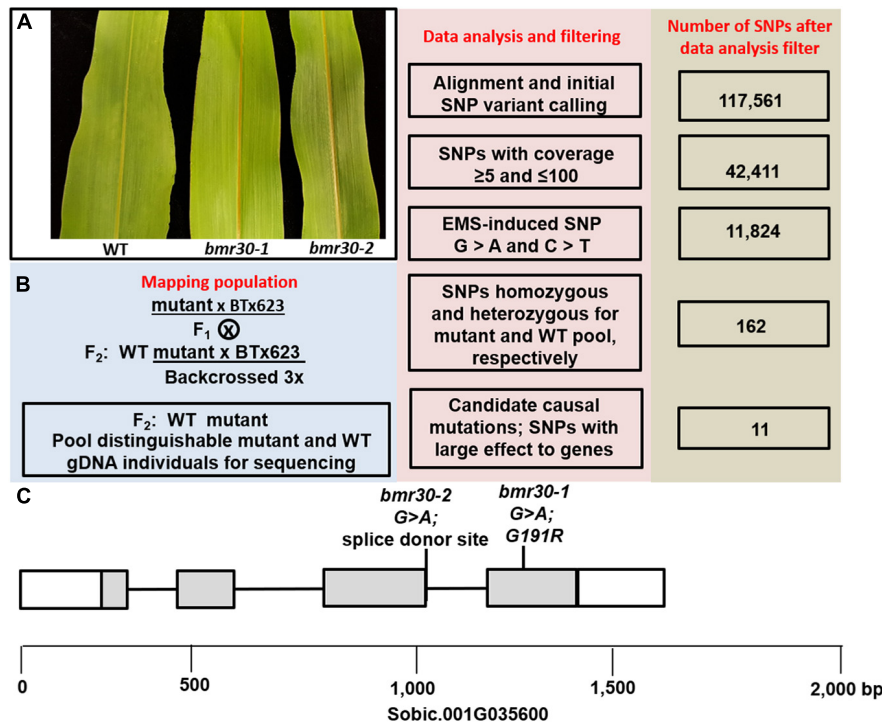 A
WT
bmr30-1
bmr30-2
B
Mapping population
mutant x BTx623
F1 X
F2: WT mutant x BTx623
Backcrossed 3x
F2: WT mutant
Pool distinguishable mutant and WT
gDNA individuals for sequencing
Data analysis and filtering
Alignment and initial
SNP variant calling
SNPs with coverage
≥5 and ≤100
EMS-induced SNP
G > A and C > T
SNPs homozygous
and heterozygous for
mutant and WT pool,
respectively
Candidate causal
mutations; SNPs with
large effect to genes
Number of SNPs after
data analysis filter
117,561
42,411
11,824
162
11
C
bmr30-2
G>A;
splice donor site
bmr30-1
G>A;
G191R
0
500
1,000
1,500
2,000 bp
Sobic.001G035600